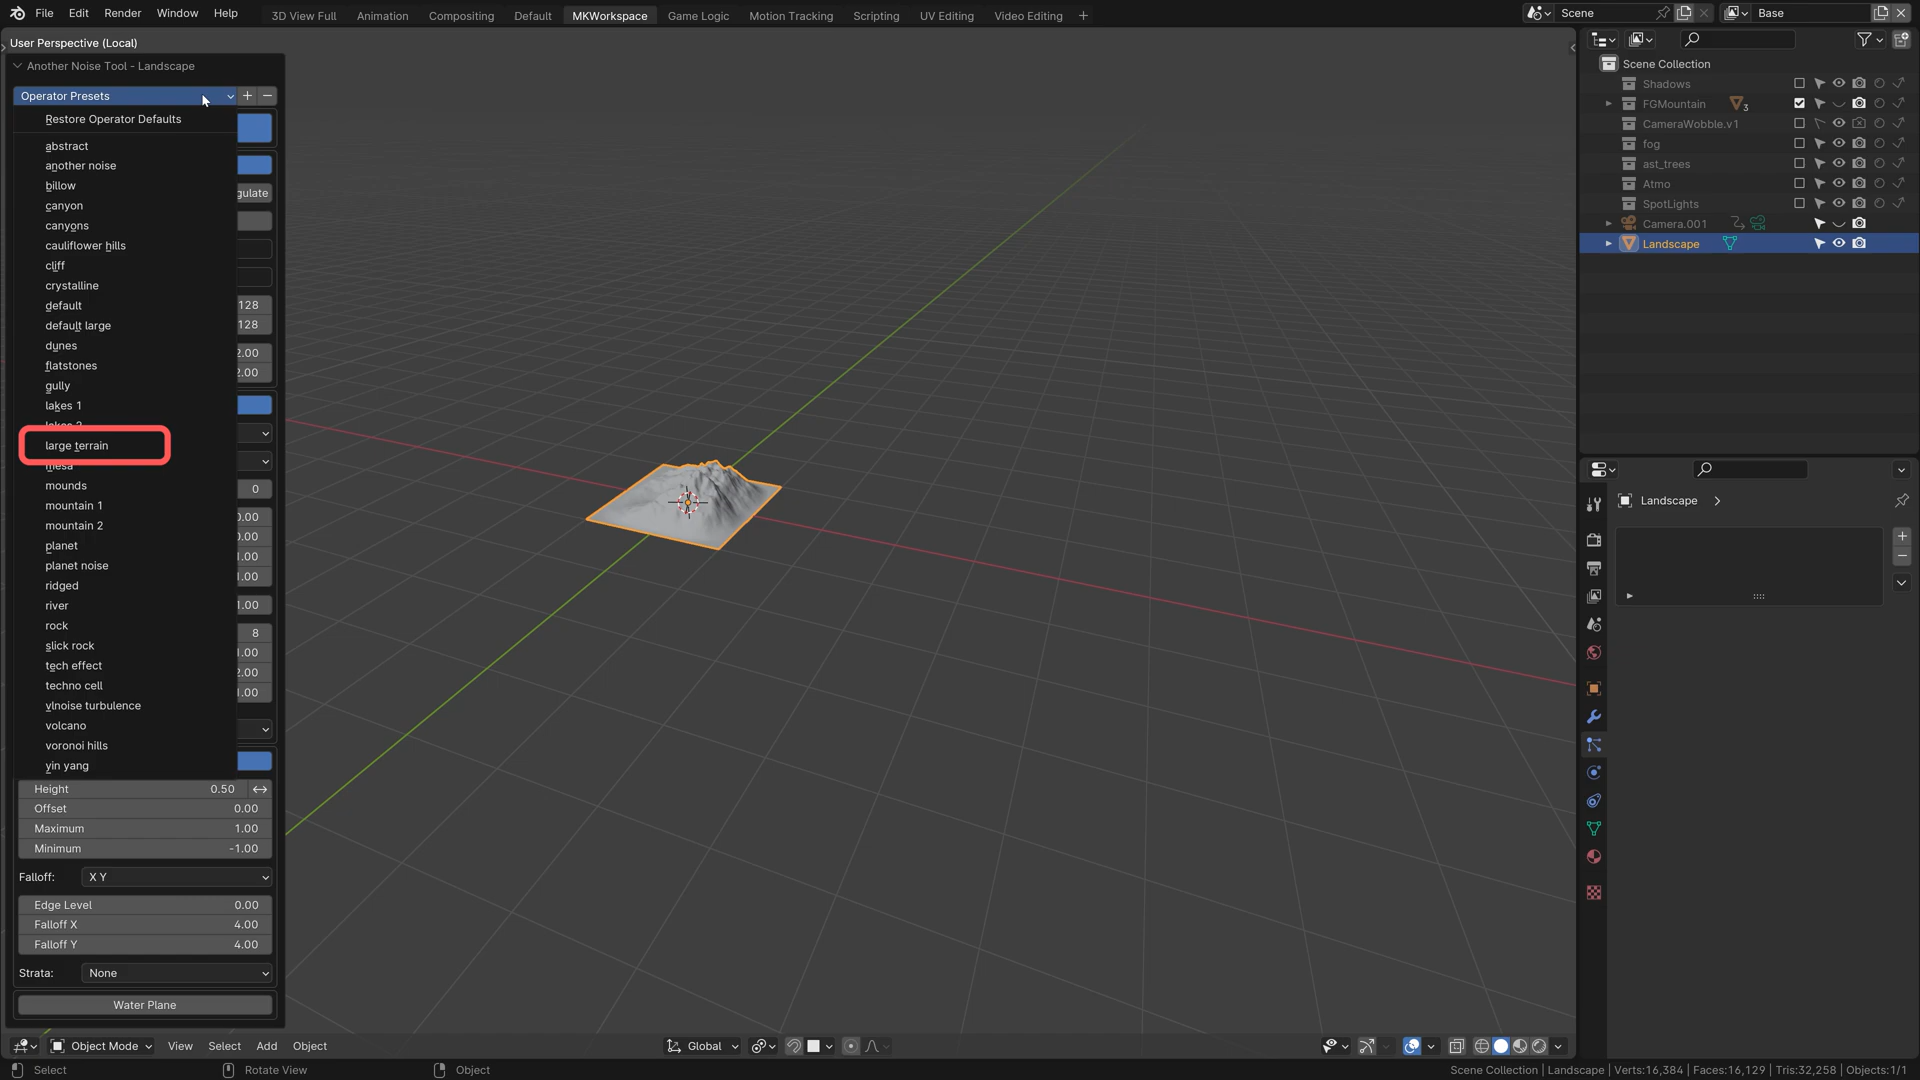 File Edit Render Window Help 3D View Full Animation Compositing Default MKWorkspace Game Logic Motion Tracking Scripting UV Editing Video Editing + Scene Base
User Perspective (Local)
Another Noise Tool - Landscape
Operator Presets
Restore Operator Defaults
abstract
another noise
billow
gulate
canyon
canyons
cauliflower hills
cliff
crystalline
default
128
default large
128
dunes
2.00
flatstones
2.00
gully
lakes 1
lakes 2
large terrain
mesa
mounds
0
mountain 1
0.00
mountain 2
0.00
planet
1.00
planet noise
1.00
ridged
river
1.00
rock
8
slick rock
1.00
tech effect
2.00
techno cell
1.00
vlnoise turbulence
volcano
voronoi hills
yin yang
Height 0.50
Offset 0.00
Maximum 1.00
Minimum -1.00
Falloff: X Y
Edge Level 0.00
Falloff X 4.00
Falloff Y 4.00
Strata: None
Water Plane
Scene Collection
Shadows
FGMountain 3
CameraWobble.v1
fog
ast_trees
Atmo
SpotLights
Camera.001
Landscape
Landscape
Object Mode View Select Add Object Global
Select Rotate View Object Scene Collection | Landscape | Verts:16,384 | Faces:16,129 | Tris:32,258 | Objects:1/1